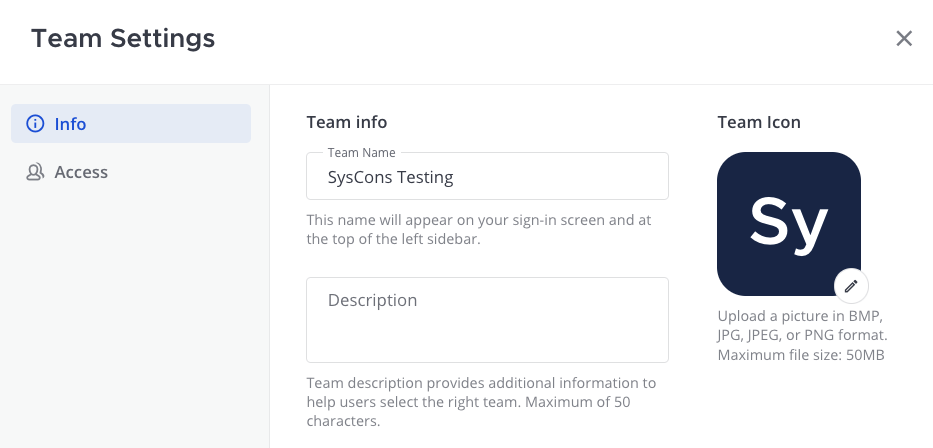 Team Settings
Info
Access
Team info
Team Name
SysCons Testing
This name will appear on your sign-in screen and at
the top of the left sidebar.
Description
Team description provides additional information to
help users select the right team. Maximum of 50
characters.
Team Icon
Sy
Upload a picture in BMP,
JPG, JPEG, or PNG format.
Maximum file size: 50MB